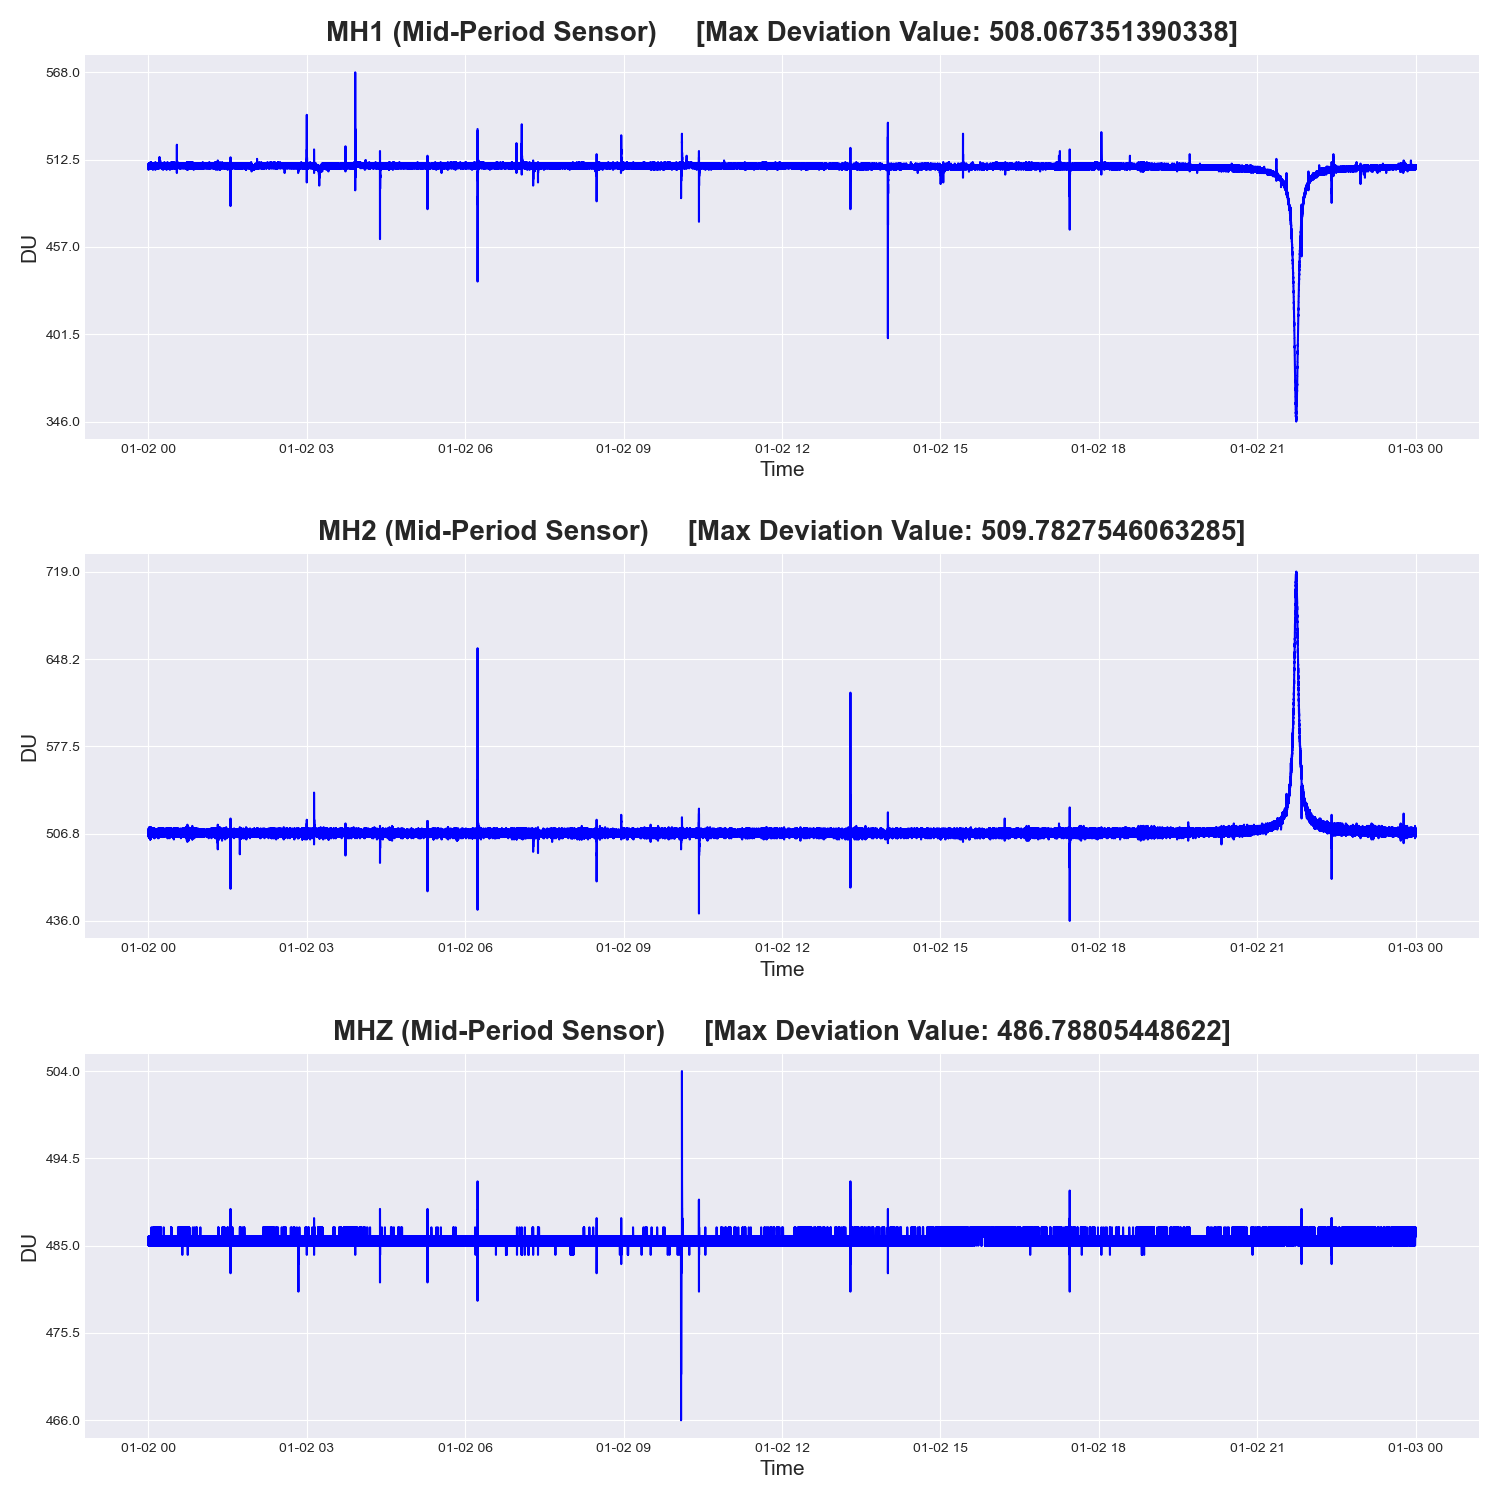 MH1 (Mid-Period Sensor) [Max Deviation Value: 508.067351390338]
568.0
512.5
457.0
401.5
346.0
DU
01-02 00 01-02 03 01-02 06 01-02 09 01-02 12 01-02 15 01-02 18 01-02 21 01-03 00
Time
MH2 (Mid-Period Sensor) [Max Deviation Value: 509.7827546063285]
719.0
648.2
577.5
506.8
436.0
DU
01-02 00 01-02 03 01-02 06 01-02 09 01-02 12 01-02 15 01-02 18 01-02 21 01-03 00
Time
MHZ (Mid-Period Sensor) [Max Deviation Value: 486.78805448622]
504.0
494.5
485.0
475.5
466.0
DU
01-02 00 01-02 03 01-02 06 01-02 09 01-02 12 01-02 15 01-02 18 01-02 21 01-03 00
Time